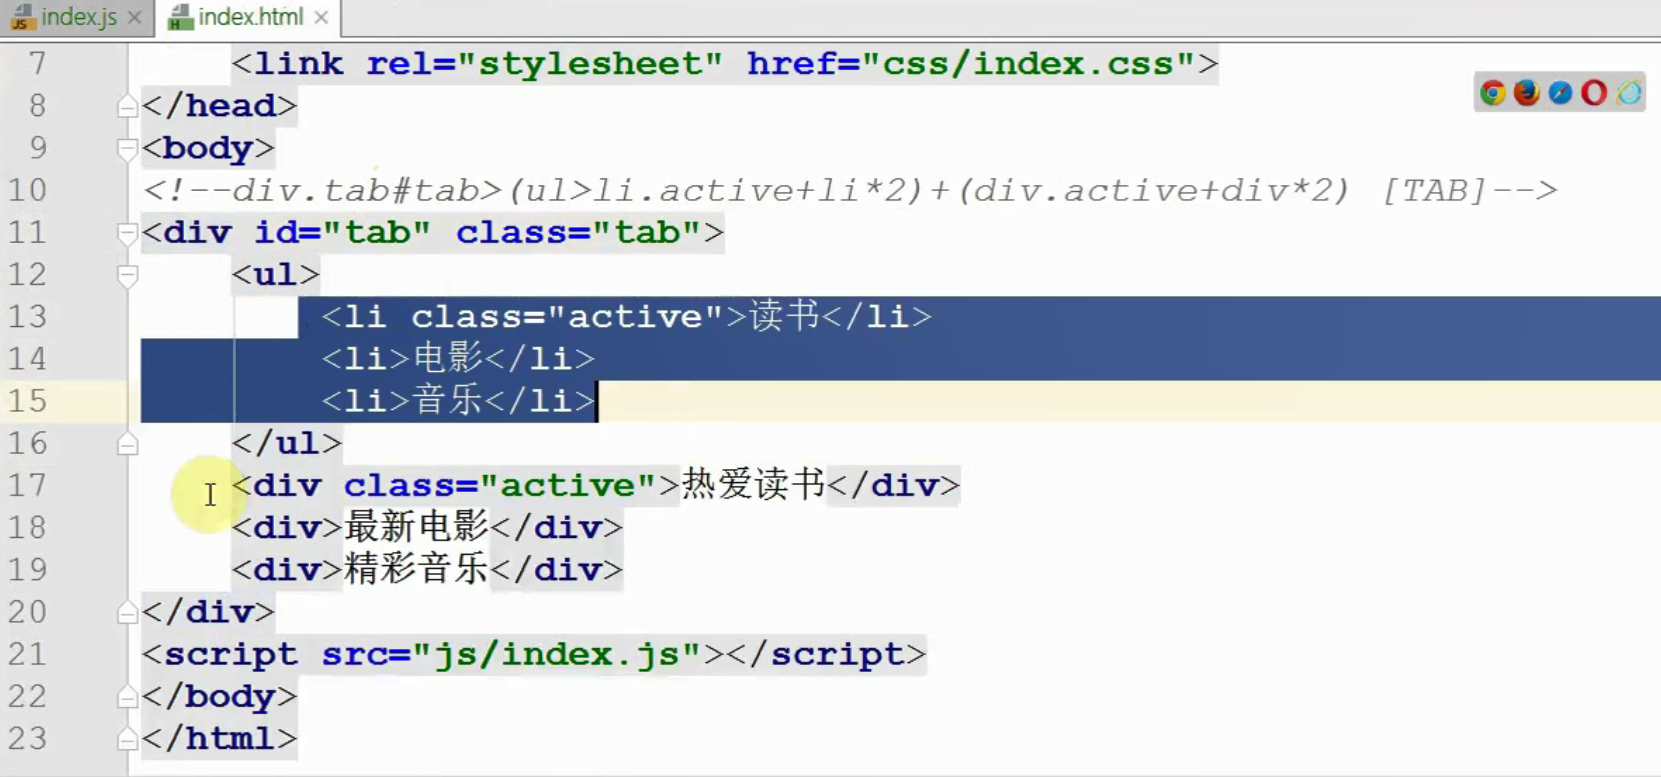 index.js index.html
7 <link rel="stylesheet" href="css/index.css">
8 </head>
9 <body>
10 <!--div.tab#tab>(ul>li.active+li*2)+(div.active+div*2) [TAB]-->
11 <div id="tab" class="tab">
12 <ul>
13 <li class="active">读书</li>
14 <li>电影</li>
15 <li>音乐</li>
16 </ul>
17 <div class="active">热爱读书</div>
18 <div>最新电影</div>
19 <div>精彩音乐</div>
20 </div>
21 <script src="js/index.js"></script>
22 </body>
23 </html>